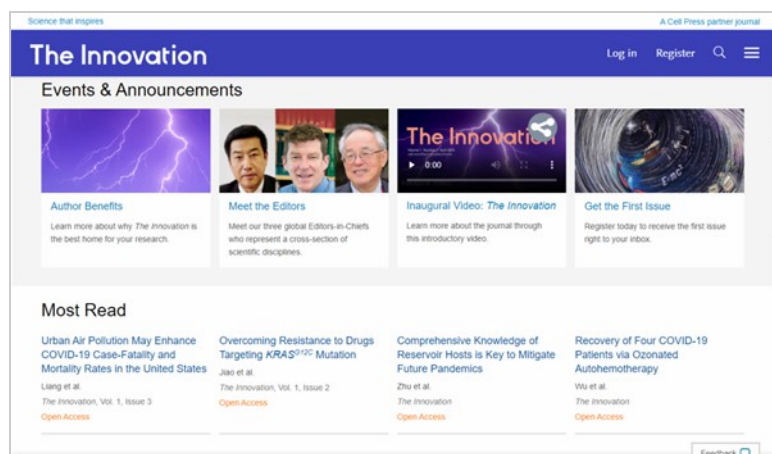 Science that inspires
A Cell Press partner journal
The Innovation
Log in
Register
Events & Announcements
Author Benefits
Learn more about why The Innovation is
the best home for your research.
Meet the Editors
Meet our three global Editors-in-Chiefs
who represent a cross-section of
scientific disciplines.
The Innovation
0:00
Inaugural Video: The Innovation
Learn more about the journal through
this introductory video.
E=mc²
Get the First Issue
Register today to receive the first issue
right to your inbox.
Most Read
Urban Air Pollution May Enhance
COVID-19 Case-Fatality and
Mortality Rates in the United States
Liang et al.
The Innovation, Vol. 1, Issue 3
Open Access
Overcoming Resistance to Drugs
Targeting KRASᴳ¹²ᶜ Mutation
Jiao et al.
The Innovation, Vol. 1, Issue 2
Open Access
Comprehensive Knowledge of
Reservoir Hosts is Key to Mitigate
Future Pandemics
Zhu et al.
The Innovation
Open Access
Recovery of Four COVID-19
Patients via Ozonated
Autohemotherapy
Wu et al.
The Innovation
Open Access
Feedback